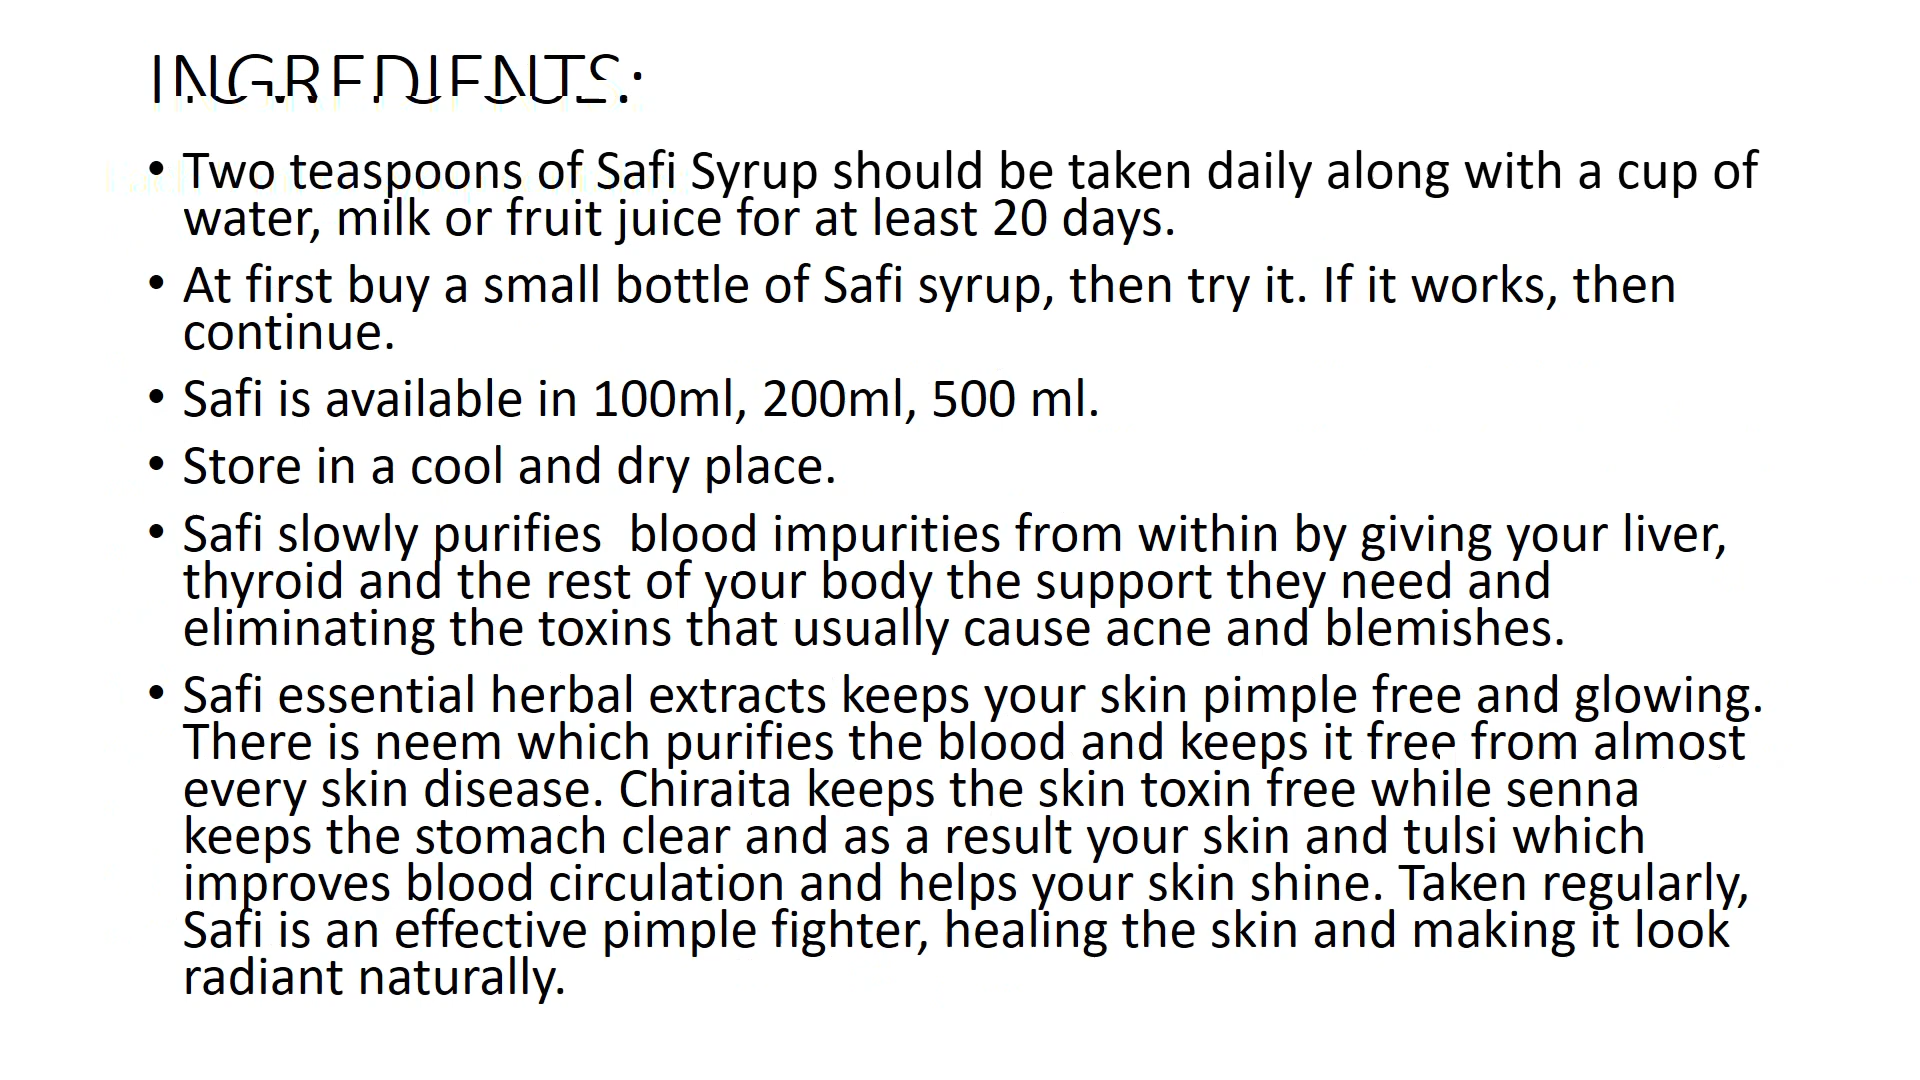 INGREDIENTS:
• Two teaspoons of Safi Syrup should be taken daily along with a cup of
water, milk or fruit juice for at least 20 days.
• At first buy a small bottle of Safi syrup, then try it. If it works, then
continue.
• Safi is available in 100ml, 200ml, 500 ml.
• Store in a cool and dry place.
• Safi slowly purifies  blood impurities from within by giving your liver,
thyroid and the rest of your body the support they need and
eliminating the toxins that usually cause acne and blemishes.
• Safi essential herbal extracts keeps your skin pimple free and glowing.
There is neem which purifies the blood and keeps it free from almost
every skin disease. Chiraita keeps the skin toxin free while senna
keeps the stomach clear and as a result your skin and tulsi which
improves blood circulation and helps your skin shine. Taken regularly,
Safi is an effective pimple fighter, healing the skin and making it look
radiant naturally.